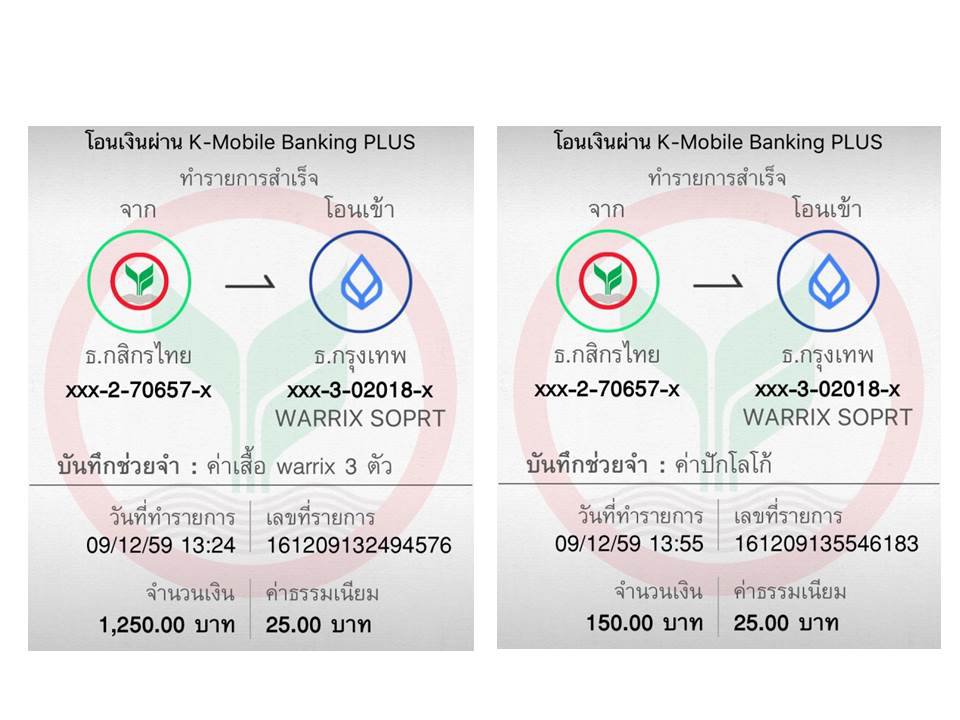 โอนเงินผ่าน K-Mobile Banking PLUS
ทำรายการสำเร็จ
จาก โอนเข้า
ธ.กสิกรไทย ธ.กรุงเทพ
xxx-2-70657-x xxx-3-02018-x
WARRIX SOPRT
บันทึกช่วยจำ : ค่าเสื้อ warrix 3 ตัว
วันที่ทำรายการ เลขที่รายการ
09/12/59 13:24 161209132494576
จำนวนเงิน ค่าธรรมเนียม
1,250.00 บาท 25.00 บาท
โอนเงินผ่าน K-Mobile Banking PLUS
ทำรายการสำเร็จ
จาก โอนเข้า
ธ.กสิกรไทย ธ.กรุงเทพ
xxx-2-70657-x xxx-3-02018-x
WARRIX SOPRT
บันทึกช่วยจำ : ค่าปักโลโก้
วันที่ทำรายการ เลขที่รายการ
09/12/59 13:55 161209135546183
จำนวนเงิน ค่าธรรมเนียม
150.00 บาท 25.00 บาท